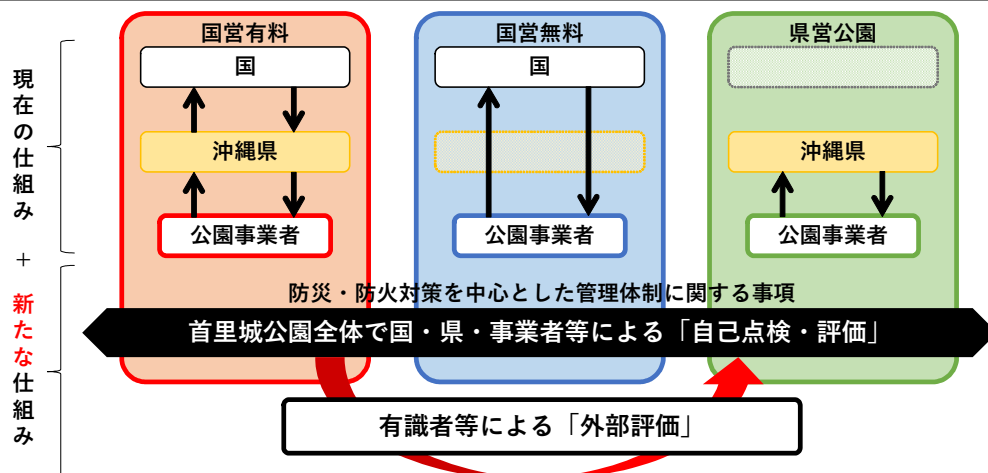 国営有料
国営無料
県営公園
国
国
沖縄県
沖縄県
公園事業者
公園事業者
公園事業者
現在の仕組み
+
新たな仕組み
防災・防火対策を中心とした管理体制に関する事項
首里城公園全体で国・県・事業者等による「自己点検・評価」
有識者等による「外部評価」